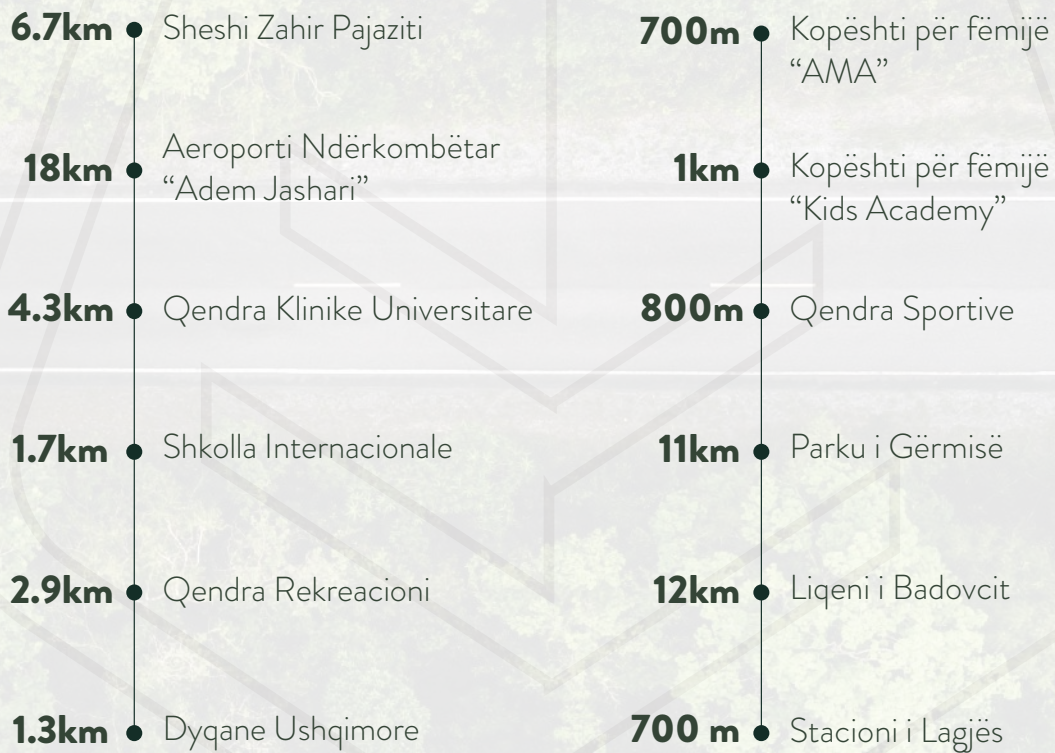 6.7km Sheshi Zahir Pajaziti
18km Aeroporti Ndërkombëtar
“Adem Jashari”
4.3km Qendra Klinike Universitare
1.7km Shkolla Internacionale
2.9km Qendra Rekreacioni
1.3km Dyqane Ushqimore
700m Kopështi për fëmijë
“AMA”
1km Kopështi për fëmijë
“Kids Academy”
800m Qendra Sportive
11km Parku i Gërmisë
12km Liqeni i Badovcit
700 m Stacioni i Lagjës